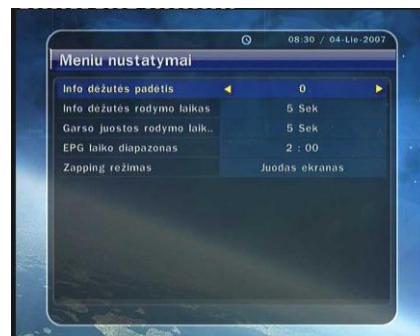 08:30 / 04-Lie-2007
Meniu nustatymai
Info dėžutės padėtis 0
Info dėžutės rodymo laikas 5 Sek
Garso juostos rodymo laik.. 5 Sek
EPG laiko diapazonas 2 : 00
Zapping režimas Juodas ekranas